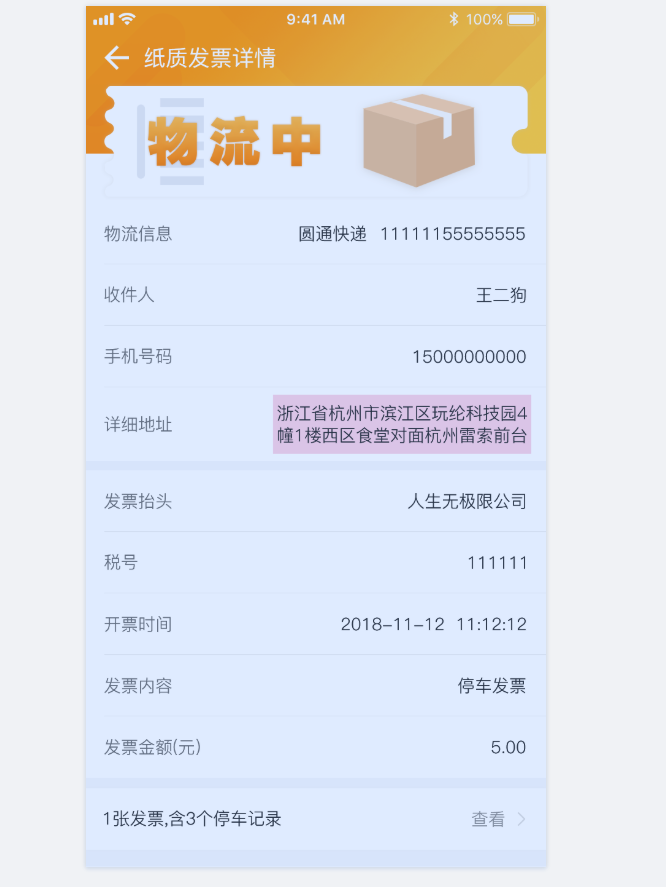 9:41 AM 100%
纸质发票详情
物流中
物流信息 圆通快递 11111155555555
收件人 王二狗
手机号码 15000000000
详细地址 浙江省杭州市滨江区玩纶科技园4
幢1楼西区食堂对面杭州雷索前台
发票抬头 人生无极限公司
税号 111111
开票时间 2018-11-12 11:12:12
发票内容 停车发票
发票金额(元) 5.00
1张发票,含3个停车记录 查看